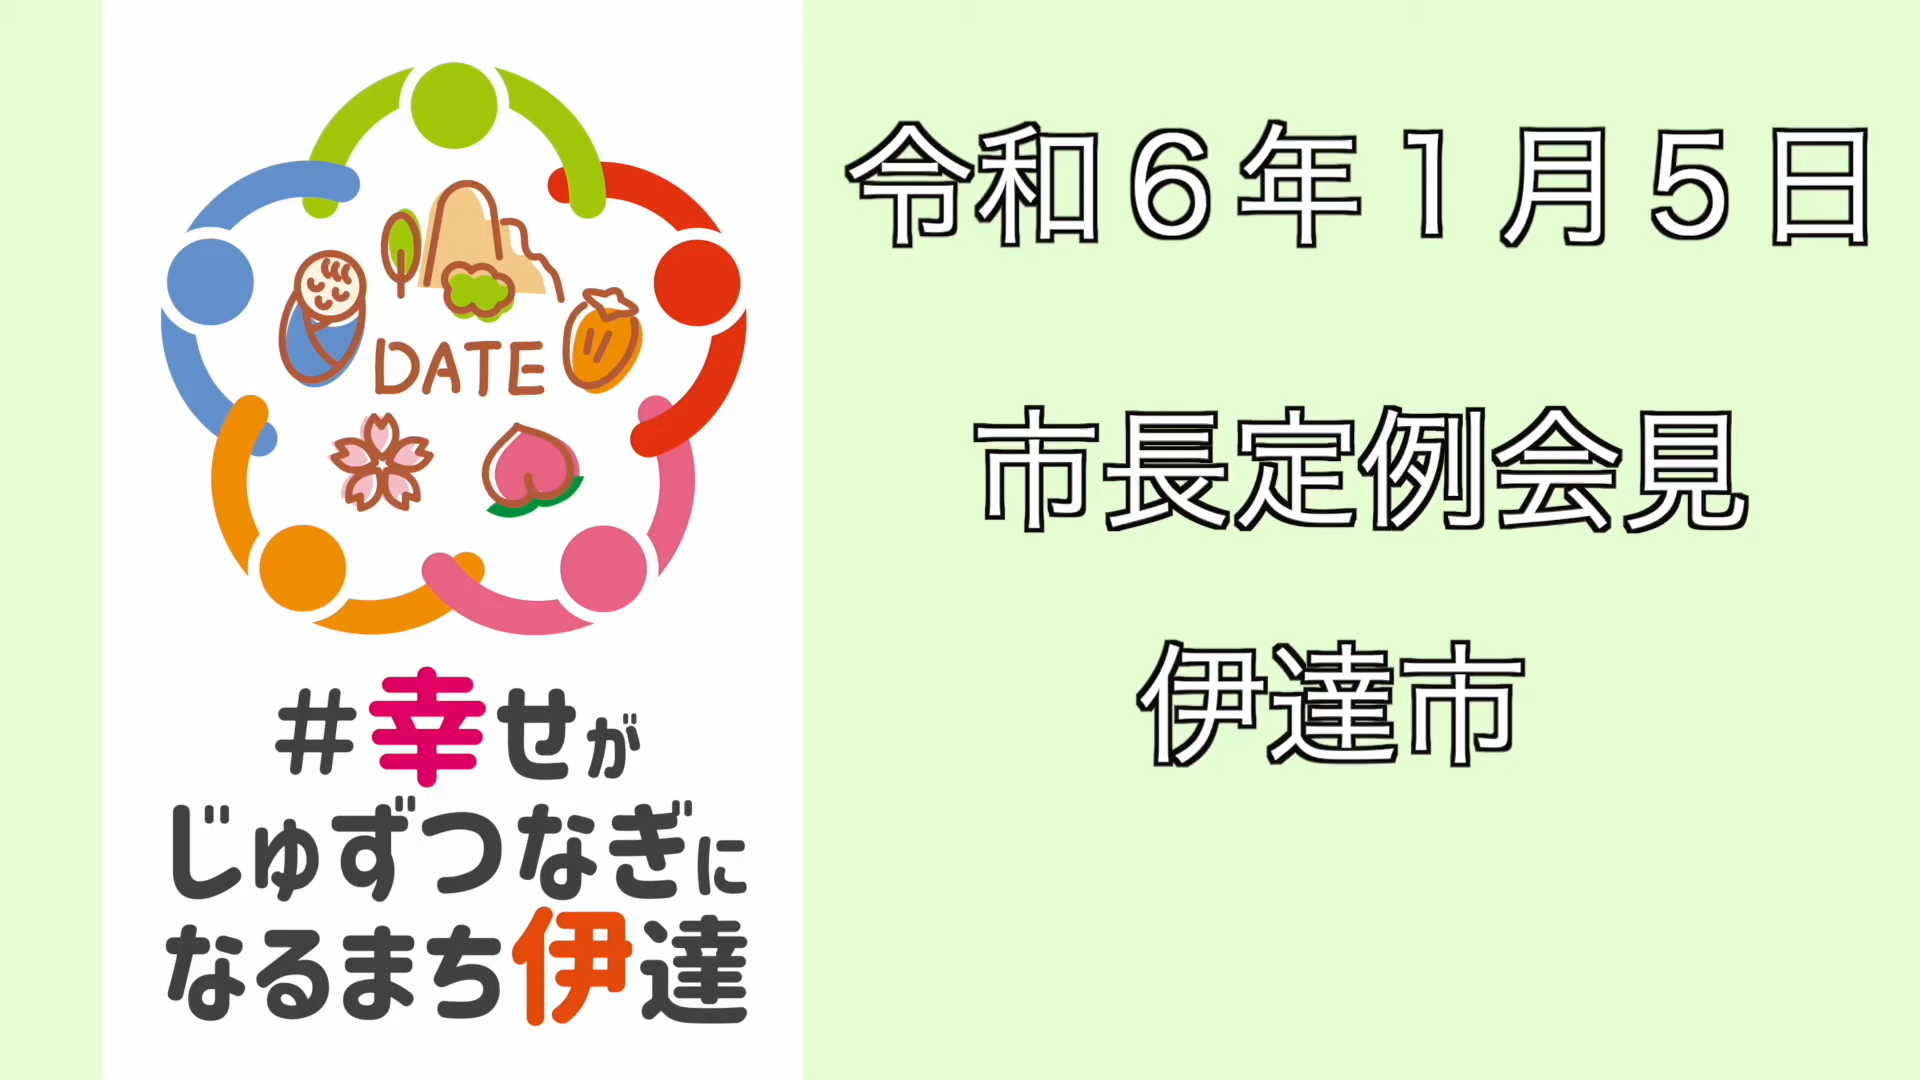 DATE
#幸せが
じゅずつなぎに
なるまち伊達
令和６年１月５日
市長定例会見
伊達市